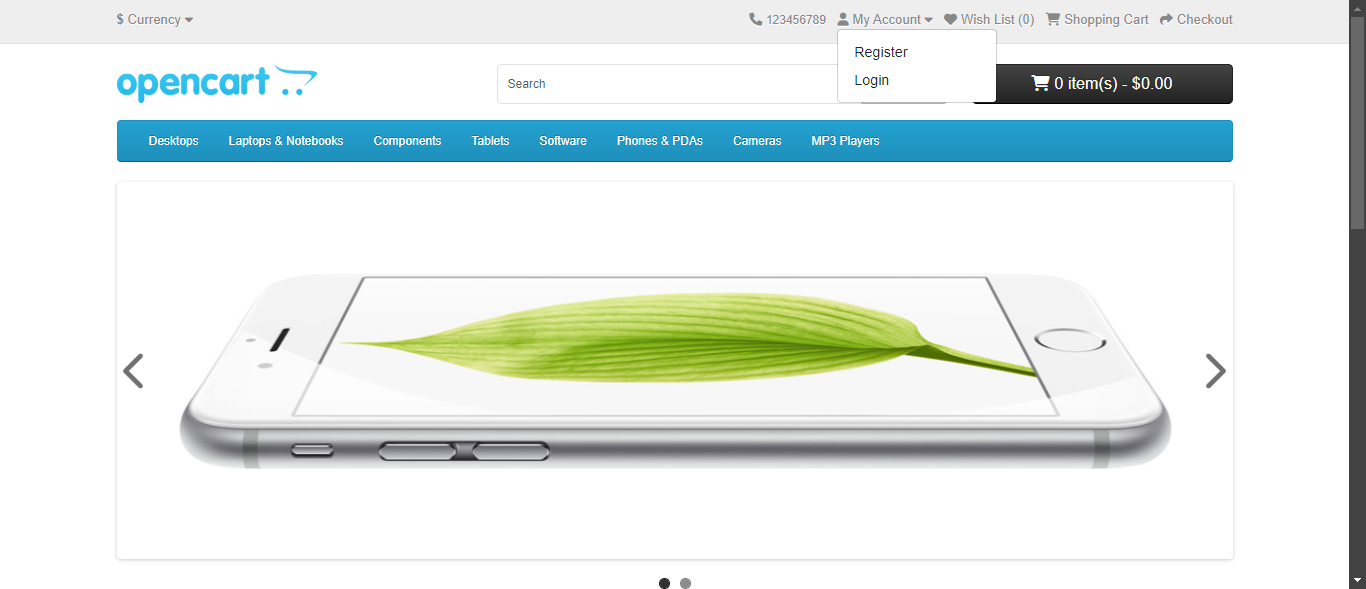 $ Currency
123456789 My Account Wish List (0) Shopping Cart Checkout
Register
Login
opencart
Search
0 item(s) - $0.00
Desktops Laptops & Notebooks Components Tablets Software Phones & PDAs Cameras MP3 Players